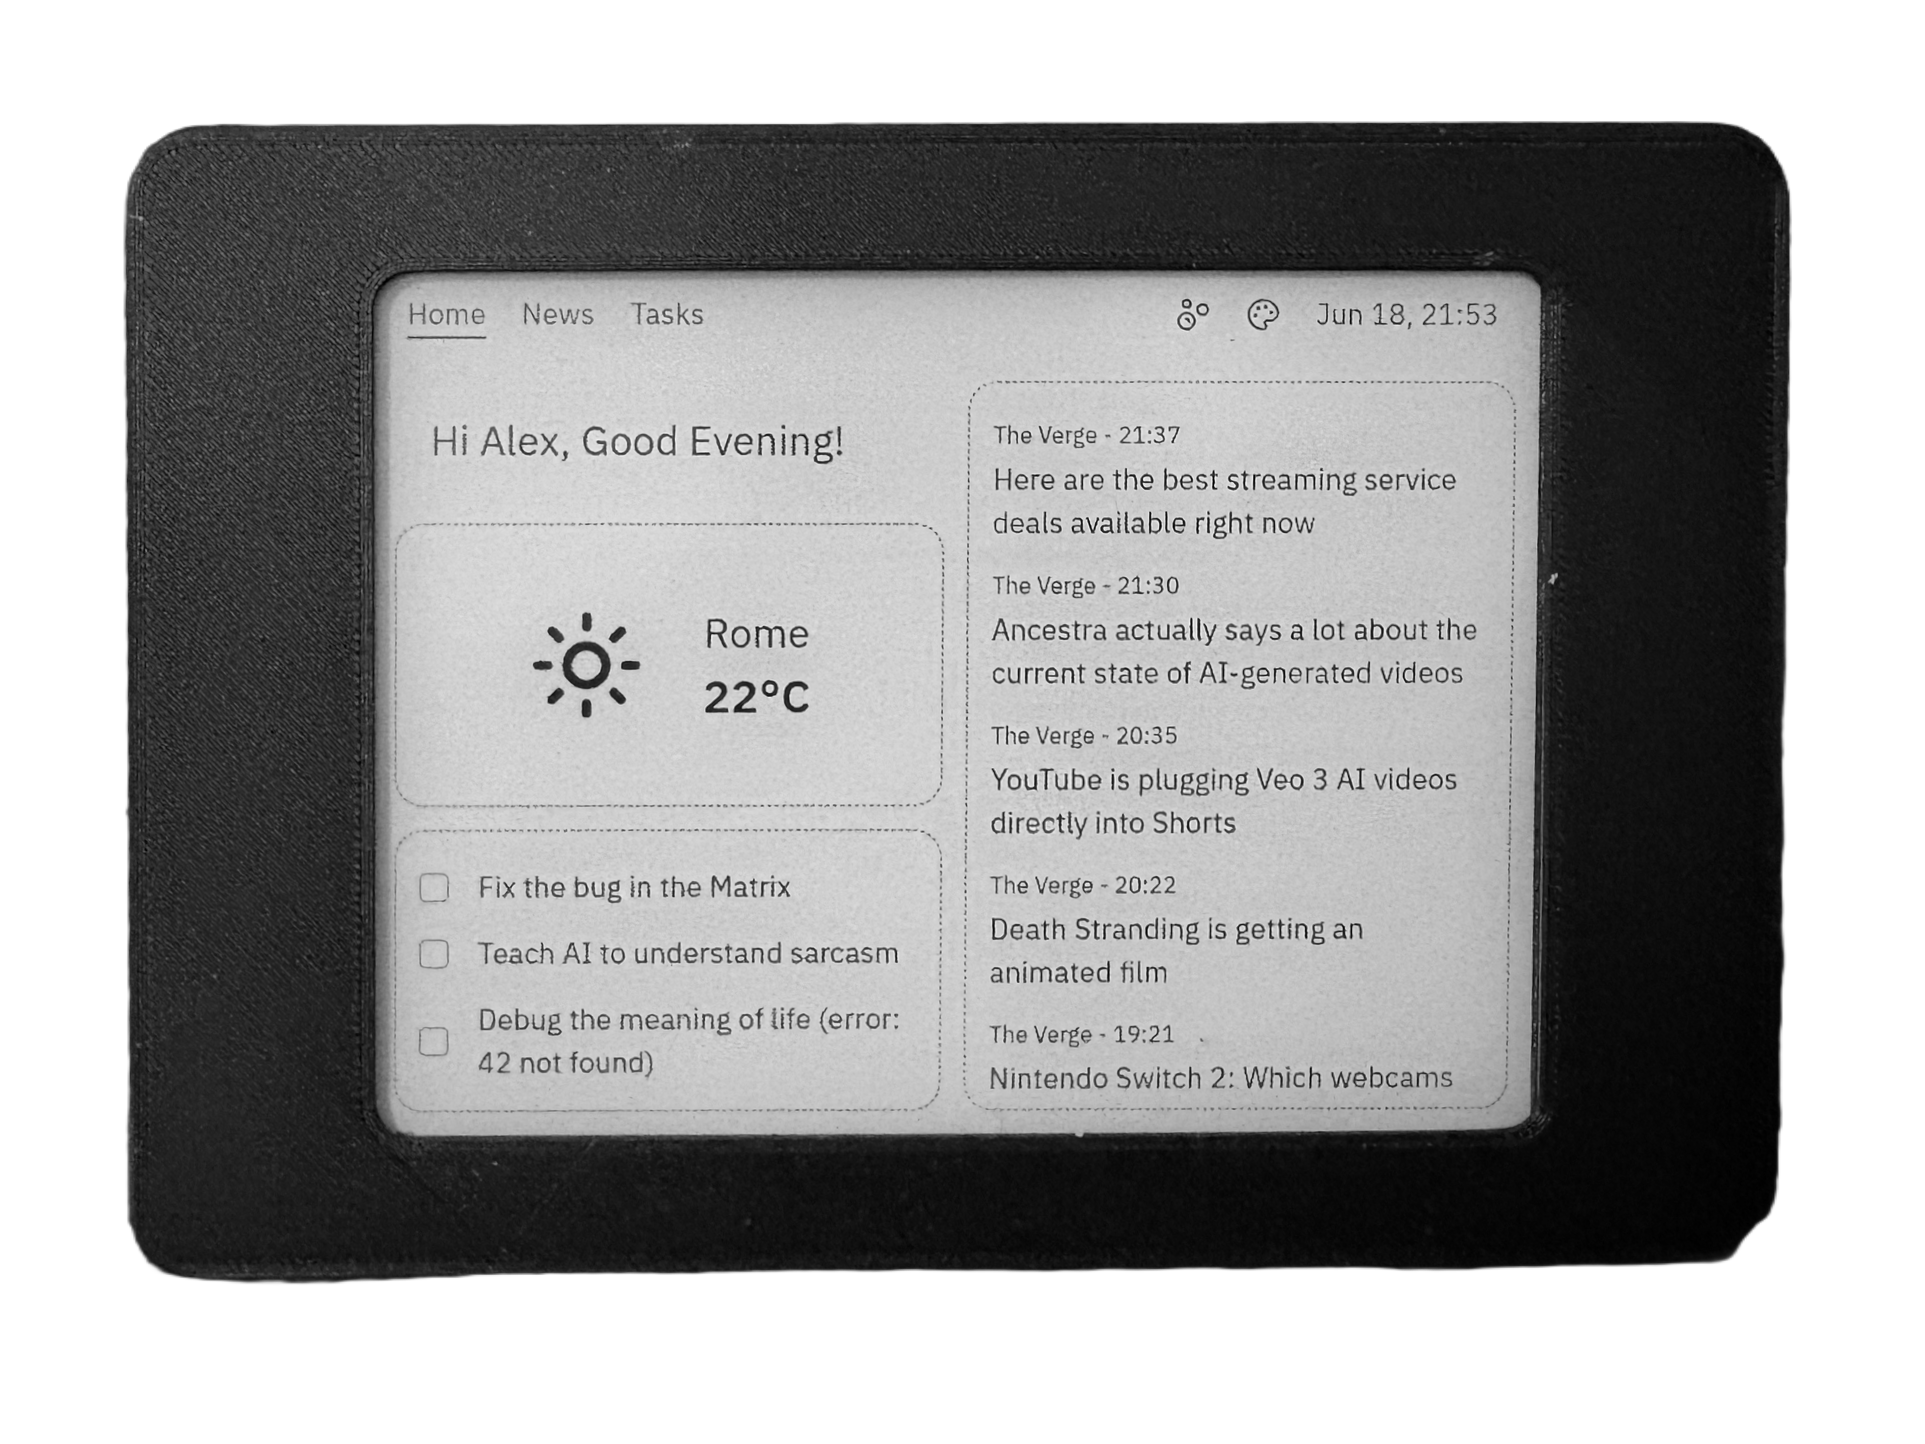 Home News Tasks Jun 18, 21:53
Hi Alex, Good Evening!
Rome
22°C
Fix the bug in the Matrix
Teach AI to understand sarcasm
Debug the meaning of life (error:
42 not found)
The Verge - 21:37
Here are the best streaming service
deals available right now
The Verge - 21:30
Ancestra actually says a lot about the
current state of AI-generated videos
The Verge - 20:35
YouTube is plugging Veo 3 AI videos
directly into Shorts
The Verge - 20:22
Death Stranding is getting an
animated film
The Verge - 19:21
Nintendo Switch 2: Which webcams